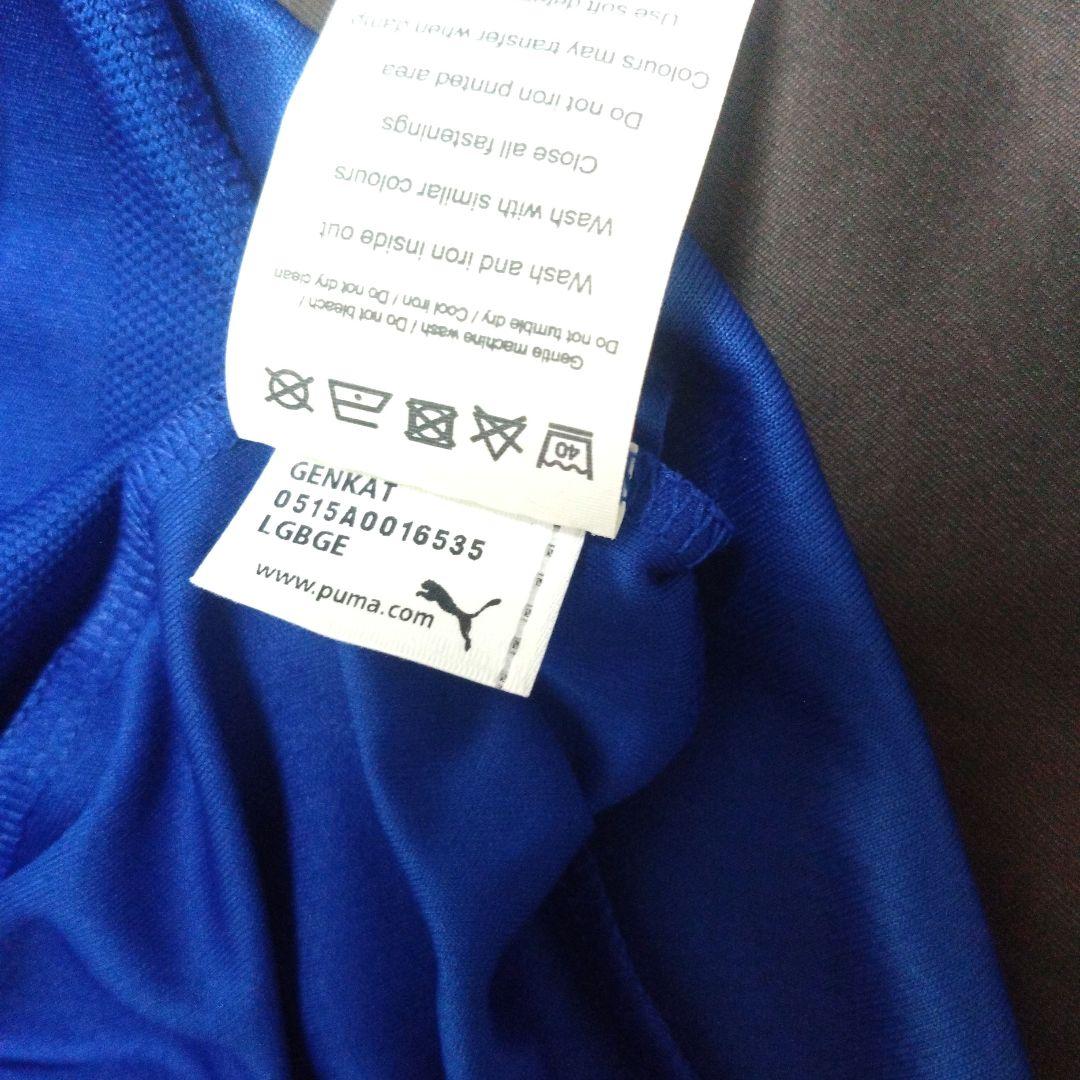 GENKAT
0515A0016535
LGBGE
www.puma.com
40
Gentle machine wash / Do not bleach /
Do not tumble dry / Cool iron / Do not dry clean
Wash and iron inside out
Wash with similar colours
Close all fastenings
Do not iron printed area
Colours may transfer when damp
Use soft